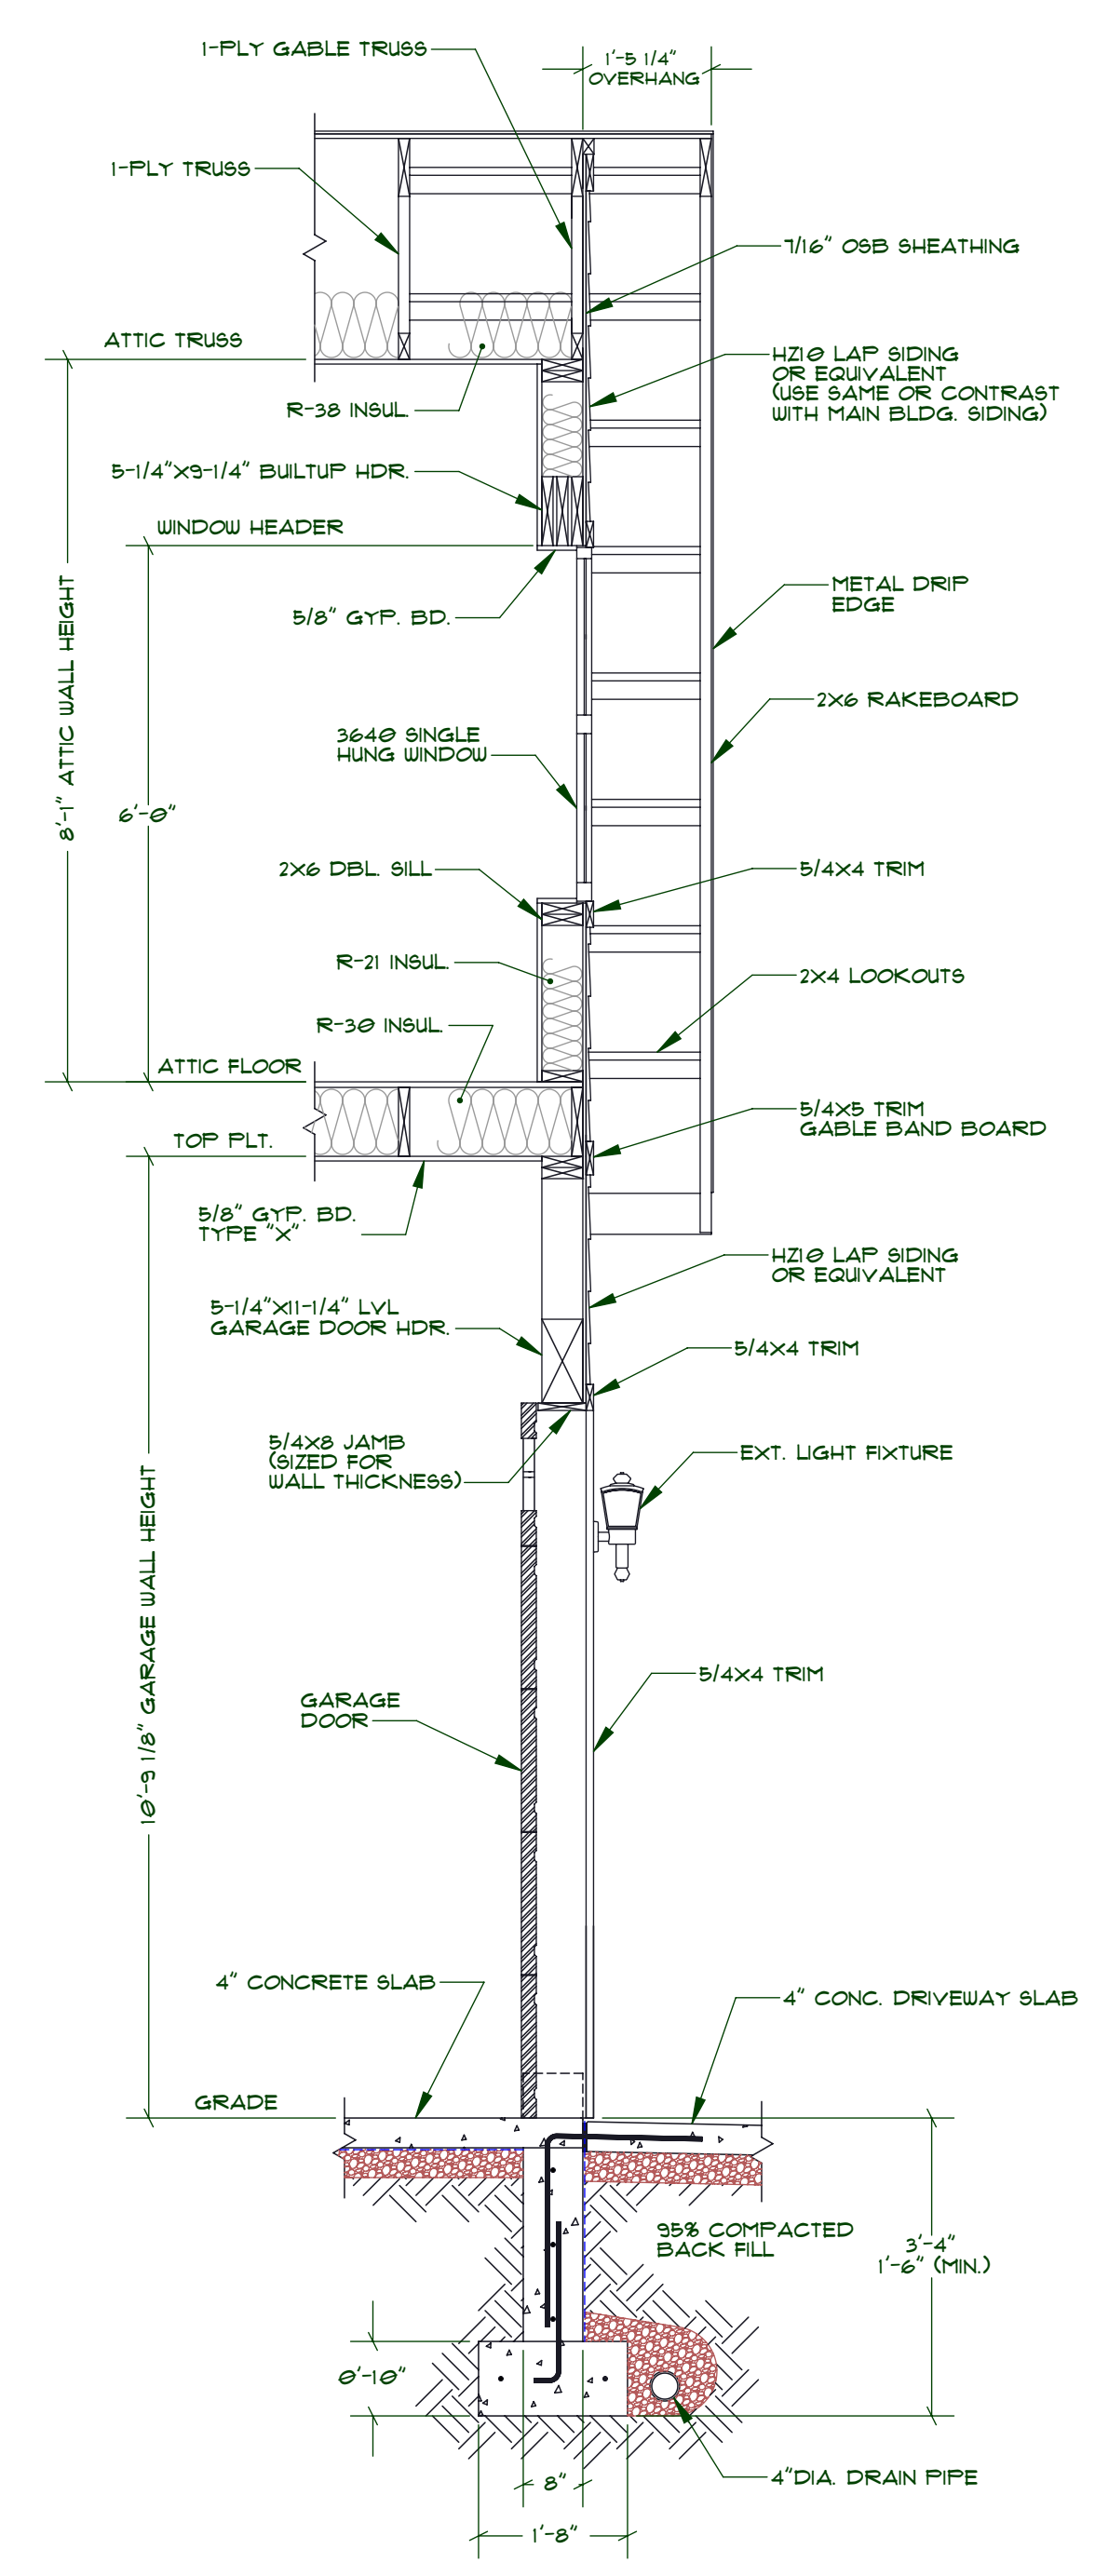 1-PLY GABLE TRUSS
1'-5 1/4"
OVERHANG
1-PLY TRUSS
7/16" OSB SHEATHING
ATTIC TRUSS
HZ10 LAP SIDING
OR EQUIVALENT
(USE SAME OR CONTRAST
WITH MAIN BLDG. SIDING)
R-38 INSUL.
5-1/4"X9-1/4" BUILTUP HDR.
WINDOW HEADER
METAL DRIP
EDGE
5/8" GYP. BD.
8'-1" ATTIC WALL HEIGHT
2X6 RAKEBOARD
3640 SINGLE
HUNG WINDOW
6'-0"
2X6 DBL. SILL
5/4X4 TRIM
R-21 INSUL.
2X4 LOOKOUTS
R-30 INSUL.
ATTIC FLOOR
5/4X5 TRIM
GABLE BAND BOARD
TOP PLT.
5/8" GYP. BD.
TYPE "X"
HZ10 LAP SIDING
OR EQUIVALENT
5-1/4"X11-1/4" LVL
GARAGE DOOR HDR.
5/4X4 TRIM
5/4X8 JAMB
(SIZED FOR
WALL THICKNESS)
EXT. LIGHT FIXTURE
10'-9 1/8" GARAGE WALL HEIGHT
5/4X4 TRIM
GARAGE
DOOR
4" CONCRETE SLAB
4" CONC. DRIVEWAY SLAB
GRADE
95% COMPACTED
BACK FILL
3'-4"
1'-6" (MIN.)
0'-10"
4"DIA. DRAIN PIPE
8"
1'-8"